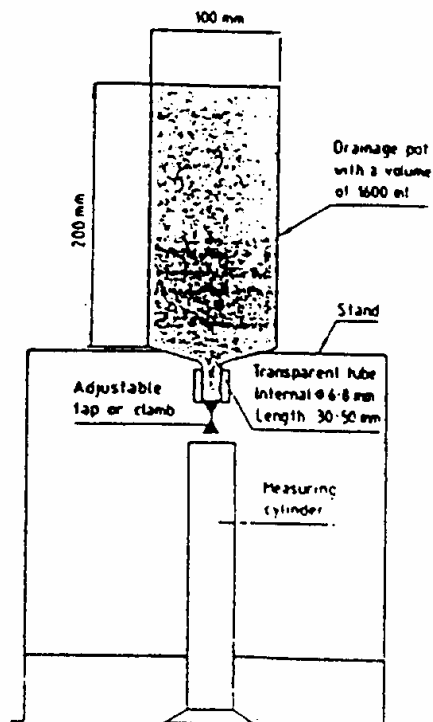 100 mm
Drainage pot
with a volume
of 1600 ml
200 mm
Stand
Transparent tube
Internal Ø 6-8 mm
Length 30-50 mm
Adjustable
tap or clamb
Measuring
cylinder